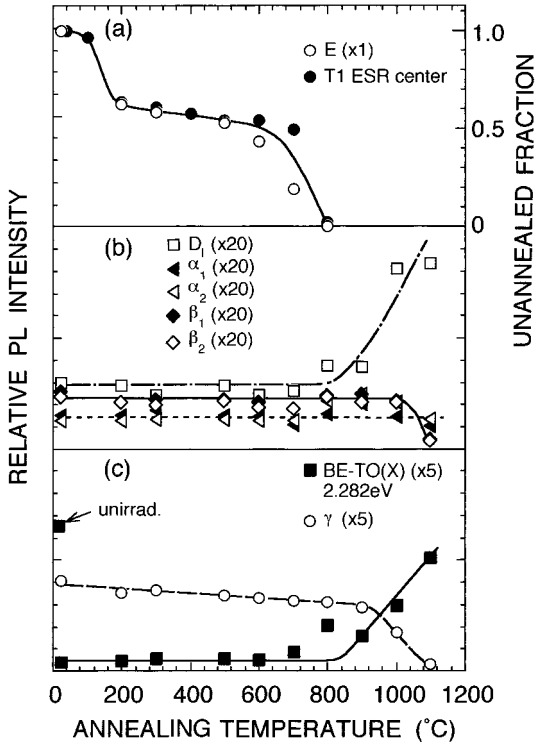 (a)
E (x1)
T1 ESR center
1.0
0.5
0
UNANNEALED FRACTION
RELATIVE PL INTENSITY
(b)
D₁ (x20)
α₁ (x20)
α₂ (x20)
β₁ (x20)
β₂ (x20)
(c)
BE-TO(X) (x5)
2.282eV
γ (x5)
unirrad.
0 200 400 600 800 1000 1200
ANNEALING TEMPERATURE (°C)